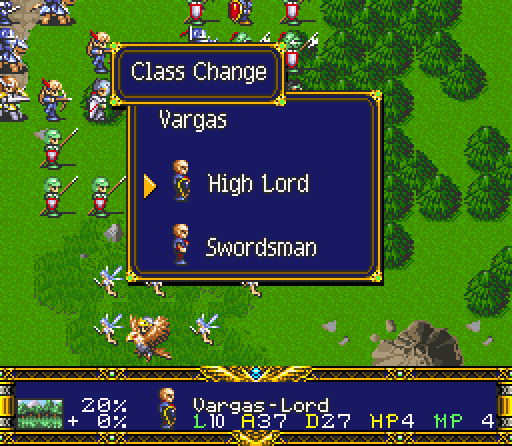 Class Change
Vargas
High Lord
Swordsman
20%
+ 0%
Vargas-Lord
L10 A37 D27 HP4 MP 4